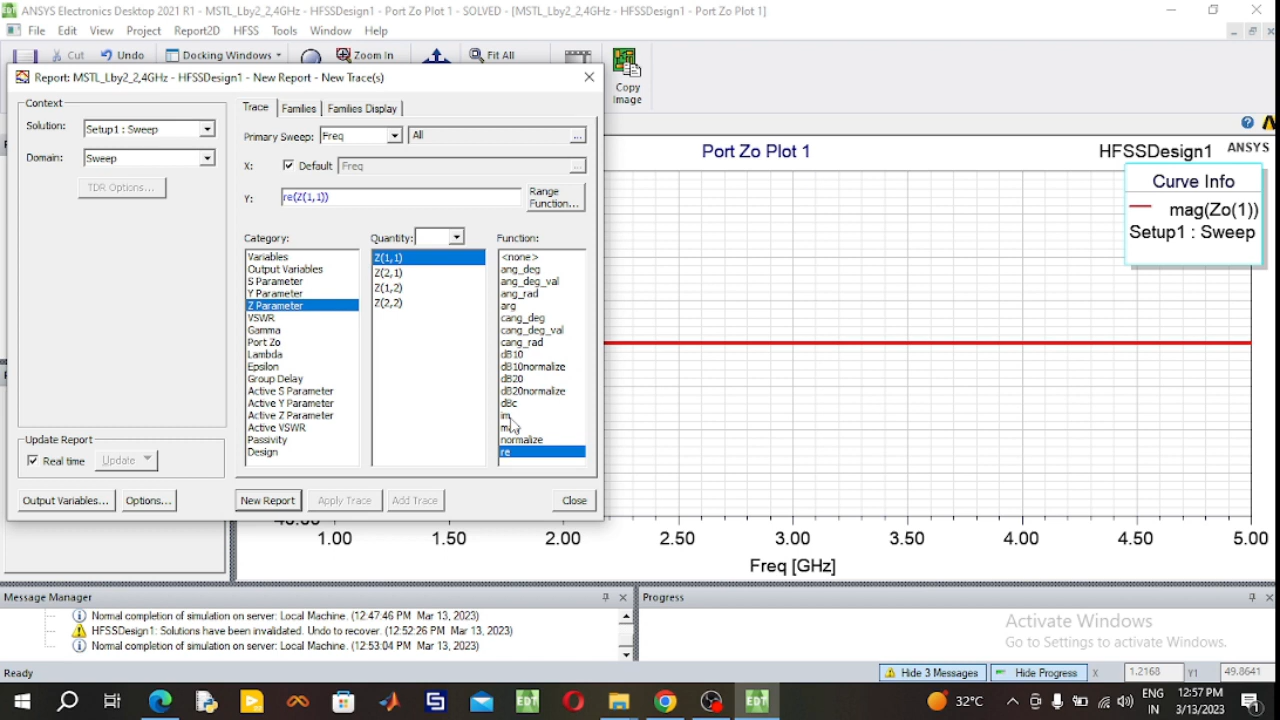 ANSYS Electronics Desktop 2021 R1 - MSTL_Lby2_2,4GHz - HFSSDesign1 - Port Zo Plot 1 - SOLVED - [MSTL_Lby2_2,4GHz - HFSSDesign1 - Port Zo Plot 1]
File Edit View Project Report2D HFSS Tools Window Help
Cut Undo Docking Windows Zoom In Fit All
Copy
Image
Report: MSTL_Lby2_2,4GHz - HFSSDesign1 - New Report - New Trace(s)
Context
Solution: Setup1 : Sweep
Domain: Sweep
TDR Options...
Update Report
Real time Update
Output Variables... Options...
Trace Families Families Display
Primary Sweep: Freq All ...
X: Default Freq ...
Y: re(Z(1,1)) Range
Function...
Category: Quantity: Function:
Variables
Output Variables
S Parameter
Y Parameter
Z Parameter
VSWR
Gamma
Port Zo
Lambda
Epsilon
Group Delay
Active S Parameter
Active Y Parameter
Active Z Parameter
Active VSWR
Passivity
Design
Z(1,1)
Z(2,1)
Z(1,2)
Z(2,2)
<none>
ang_deg
ang_deg_val
ang_rad
arg
cang_deg
cang_deg_val
cang_rad
dB10
dB10normalize
dB20
dB20normalize
dBc
im
normalize
re
New Report Apply Trace Add Trace Close
Port Zo Plot 1
HFSSDesign1 ANSYS
Curve Info
mag(Zo(1))
Setup1 : Sweep
1.00 1.50 2.00 2.50 3.00 3.50 4.00 4.50 5.00
Freq [GHz]
Message Manager
Normal completion of simulation on server: Local Machine. (12:47:46 PM Mar 13, 2023)
HFSSDesign1: Solutions have been invalidated. Undo to recover. (12:52:26 PM Mar 13, 2023)
Normal completion of simulation on server: Local Machine. (12:53:04 PM Mar 13, 2023)
Progress
Activate Windows
Go to Settings to activate Windows.
Ready
Hide 3 Messages Hide Progress X 1.2168 Y1 49.8641
EDT EDT 32°C ENG
IN
12:57 PM
3/13/2023
1